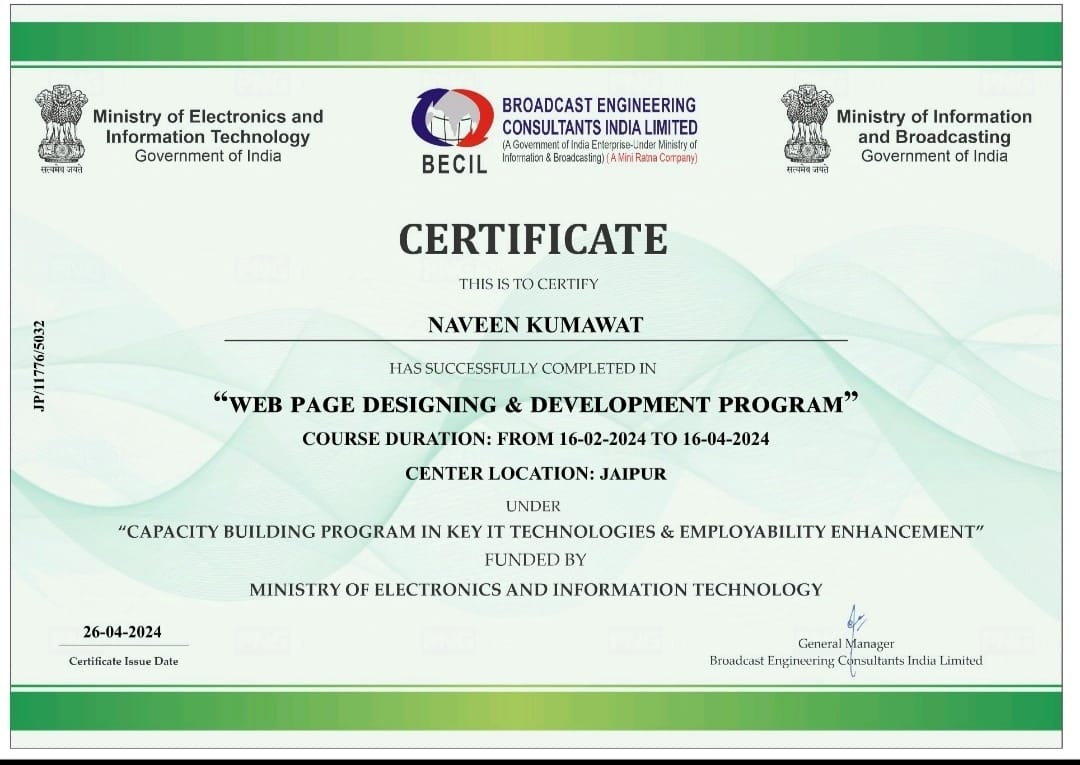 सत्यमेव जयते
Ministry of Electronics and
Information Technology
Government of India
BECIL
BROADCAST ENGINEERING
CONSULTANTS INDIA LIMITED
(A Government of India Enterprise-Under Ministry of
Information & Broadcasting) ( A Mini Ratna Company)
सत्यमेव जयते
Ministry of Information
and Broadcasting
Government of India
CERTIFICATE
THIS IS TO CERTIFY
NAVEEN KUMAWAT
JP/11776/5032
HAS SUCCESSFULLY COMPLETED IN
“WEB PAGE DESIGNING & DEVELOPMENT PROGRAM”
COURSE DURATION: FROM 16-02-2024 TO 16-04-2024
CENTER LOCATION: JAIPUR
UNDER
“CAPACITY BUILDING PROGRAM IN KEY IT TECHNOLOGIES & EMPLOYABILITY ENHANCEMENT”
FUNDED BY
MINISTRY OF ELECTRONICS AND INFORMATION TECHNOLOGY
26-04-2024
Certificate Issue Date
General Manager
Broadcast Engineering Consultants India Limited